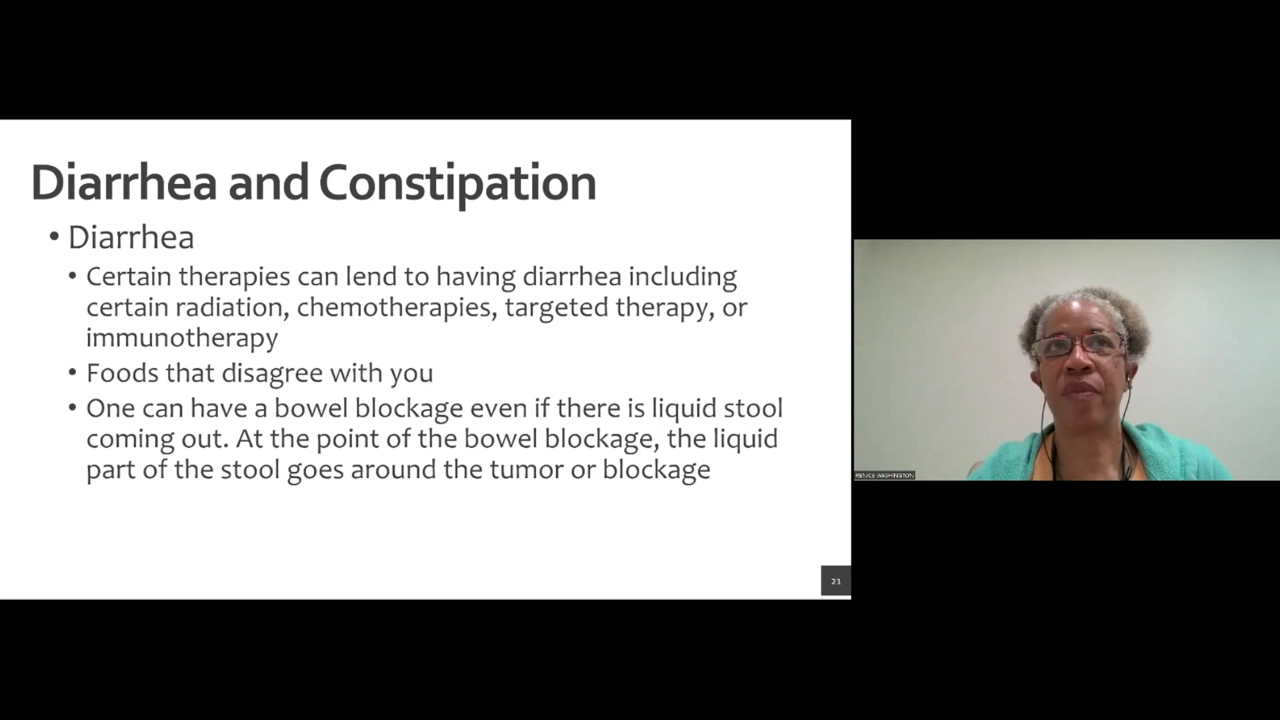 Diarrhea and Constipation
• Diarrhea
• Certain therapies can lend to having diarrhea including
certain radiation, chemotherapies, targeted therapy, or
immunotherapy
• Foods that disagree with you
• One can have a bowel blockage even if there is liquid stool
coming out. At the point of the bowel blockage, the liquid
part of the stool goes around the tumor or blockage
21
WASHINGTON